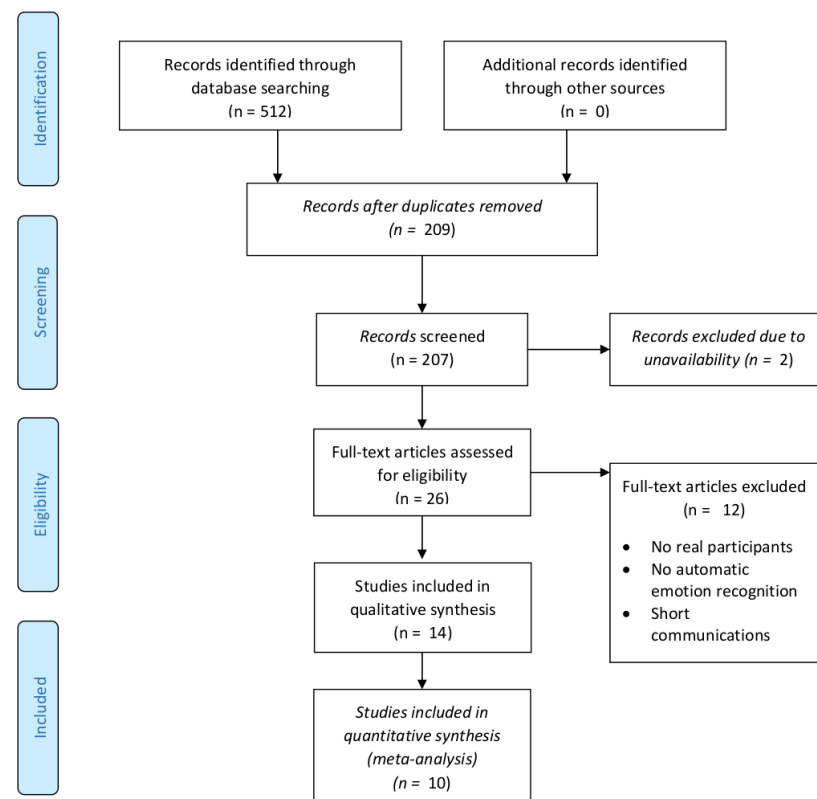 Identification
Records identified through
database searching
(n = 512)
Additional records identified
through other sources
(n = 0)
Records after duplicates removed
(n = 209)
Screening
Records screened
(n = 207)
Records excluded due to
unavailability (n = 2)
Eligibility
Full-text articles assessed
for eligibility
(n = 26)
Full-text articles excluded
(n = 12)
• No real participants
• No automatic
emotion recognition
• Short
communications
Studies included in
qualitative synthesis
(n = 14)
Included
Studies included in
quantitative synthesis
(meta-analysis)
(n = 10)